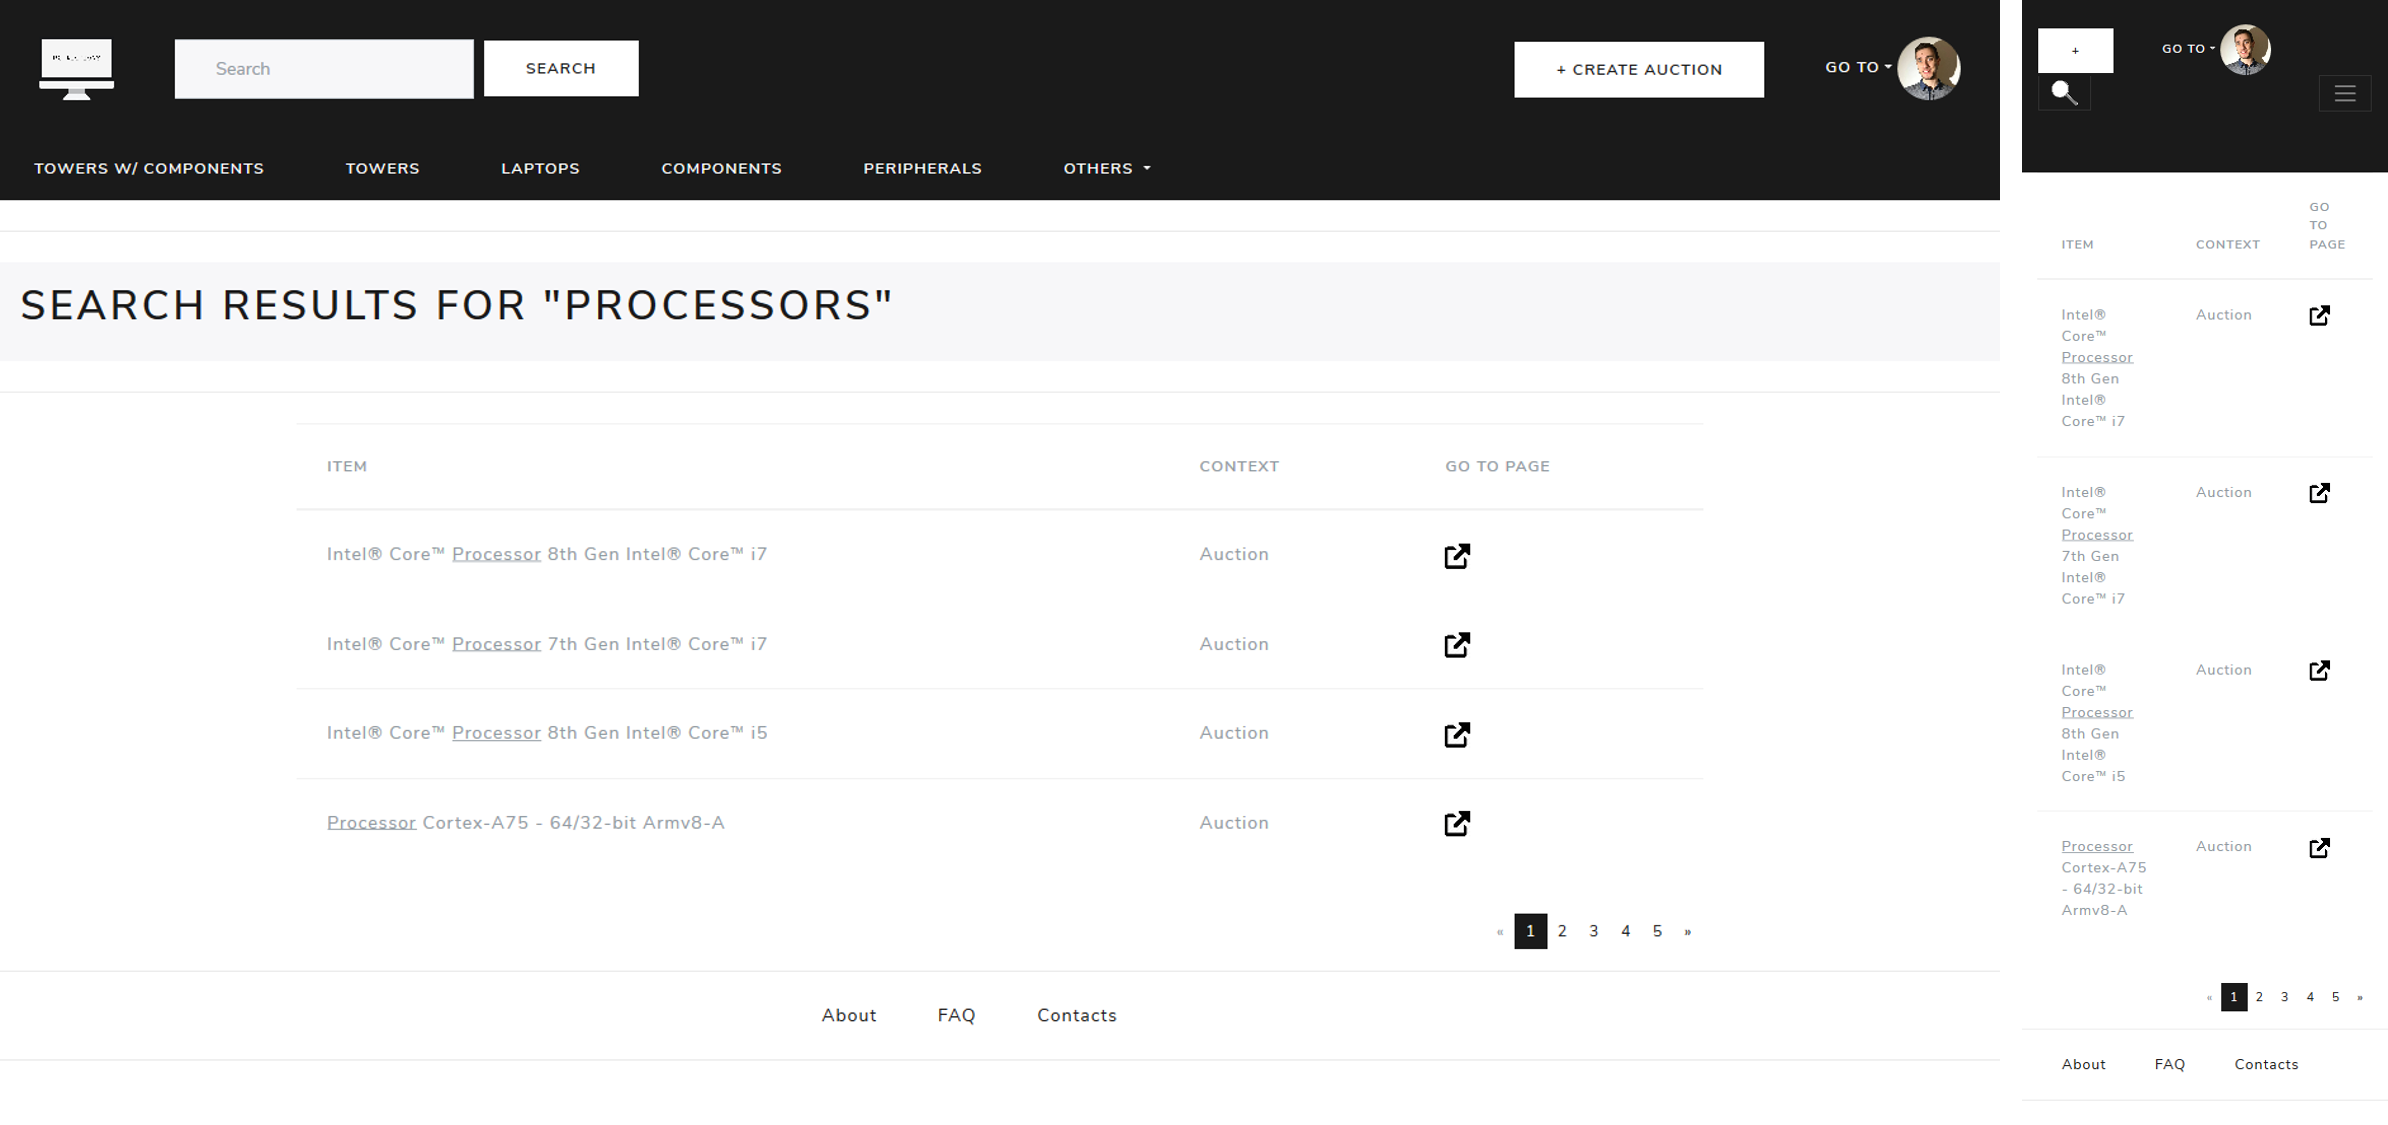 Search
SEARCH
+ CREATE AUCTION
GO TO
TOWERS W/ COMPONENTS
TOWERS
LAPTOPS
COMPONENTS
PERIPHERALS
OTHERS
SEARCH RESULTS FOR "PROCESSORS"
ITEM
CONTEXT
GO TO PAGE
Intel® Core™ Processor 8th Gen Intel® Core™ i7
Auction
Intel® Core™ Processor 7th Gen Intel® Core™ i7
Auction
Intel® Core™ Processor 8th Gen Intel® Core™ i5
Auction
Processor Cortex-A75 - 64/32-bit Armv8-A
Auction
« 1 2 3 4 5 »
About
FAQ
Contacts
+
GO TO
ITEM
CONTEXT
GO
TO
PAGE
Intel®
Core™
Processor
8th Gen
Intel®
Core™ i7
Auction
Intel®
Core™
Processor
7th Gen
Intel®
Core™ i7
Auction
Intel®
Core™
Processor
8th Gen
Intel®
Core™ i5
Auction
Processor
Cortex-A75
- 64/32-bit
Armv8-A
Auction
« 1 2 3 4 5 »
About
FAQ
Contacts